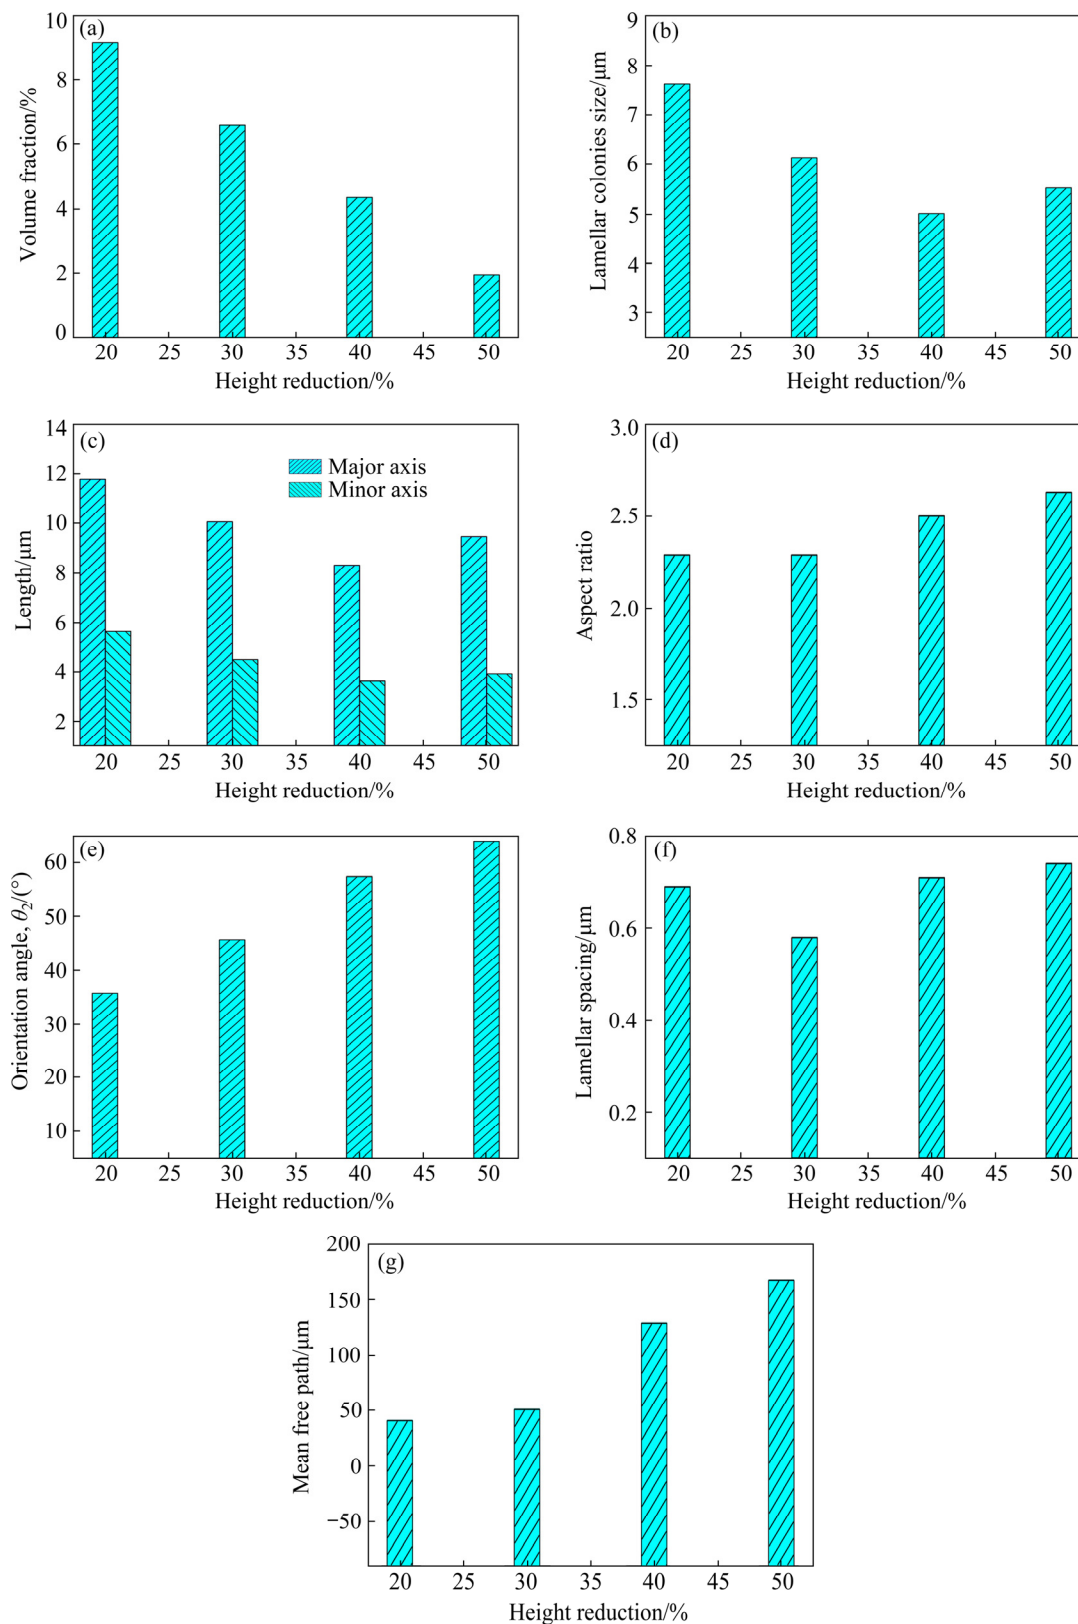 (a)
10
8
6
4
2
0
Volume fraction/%
20 25 30 35 40 45 50
Height reduction/%
(b)
9
8
7
6
5
4
3
Lamellar colonies size/μm
20 25 30 35 40 45 50
Height reduction/%
(c)
14
12
10
8
6
4
2
Length/μm
Major axis
Minor axis
20 25 30 35 40 45 50
Height reduction/%
(d)
3.0
2.5
2.0
1.5
Aspect ratio
20 25 30 35 40 45 50
Height reduction/%
(e)
60
50
40
30
20
10
Orientation angle, θ₂/(°)
20 25 30 35 40 45 50
Height reduction/%
(f)
0.8
0.6
0.4
0.2
Lamellar spacing/μm
20 25 30 35 40 45 50
Height reduction/%
(g)
200
150
100
50
0
−50
Mean free path/μm
20 25 30 35 40 45 50
Height reduction/%